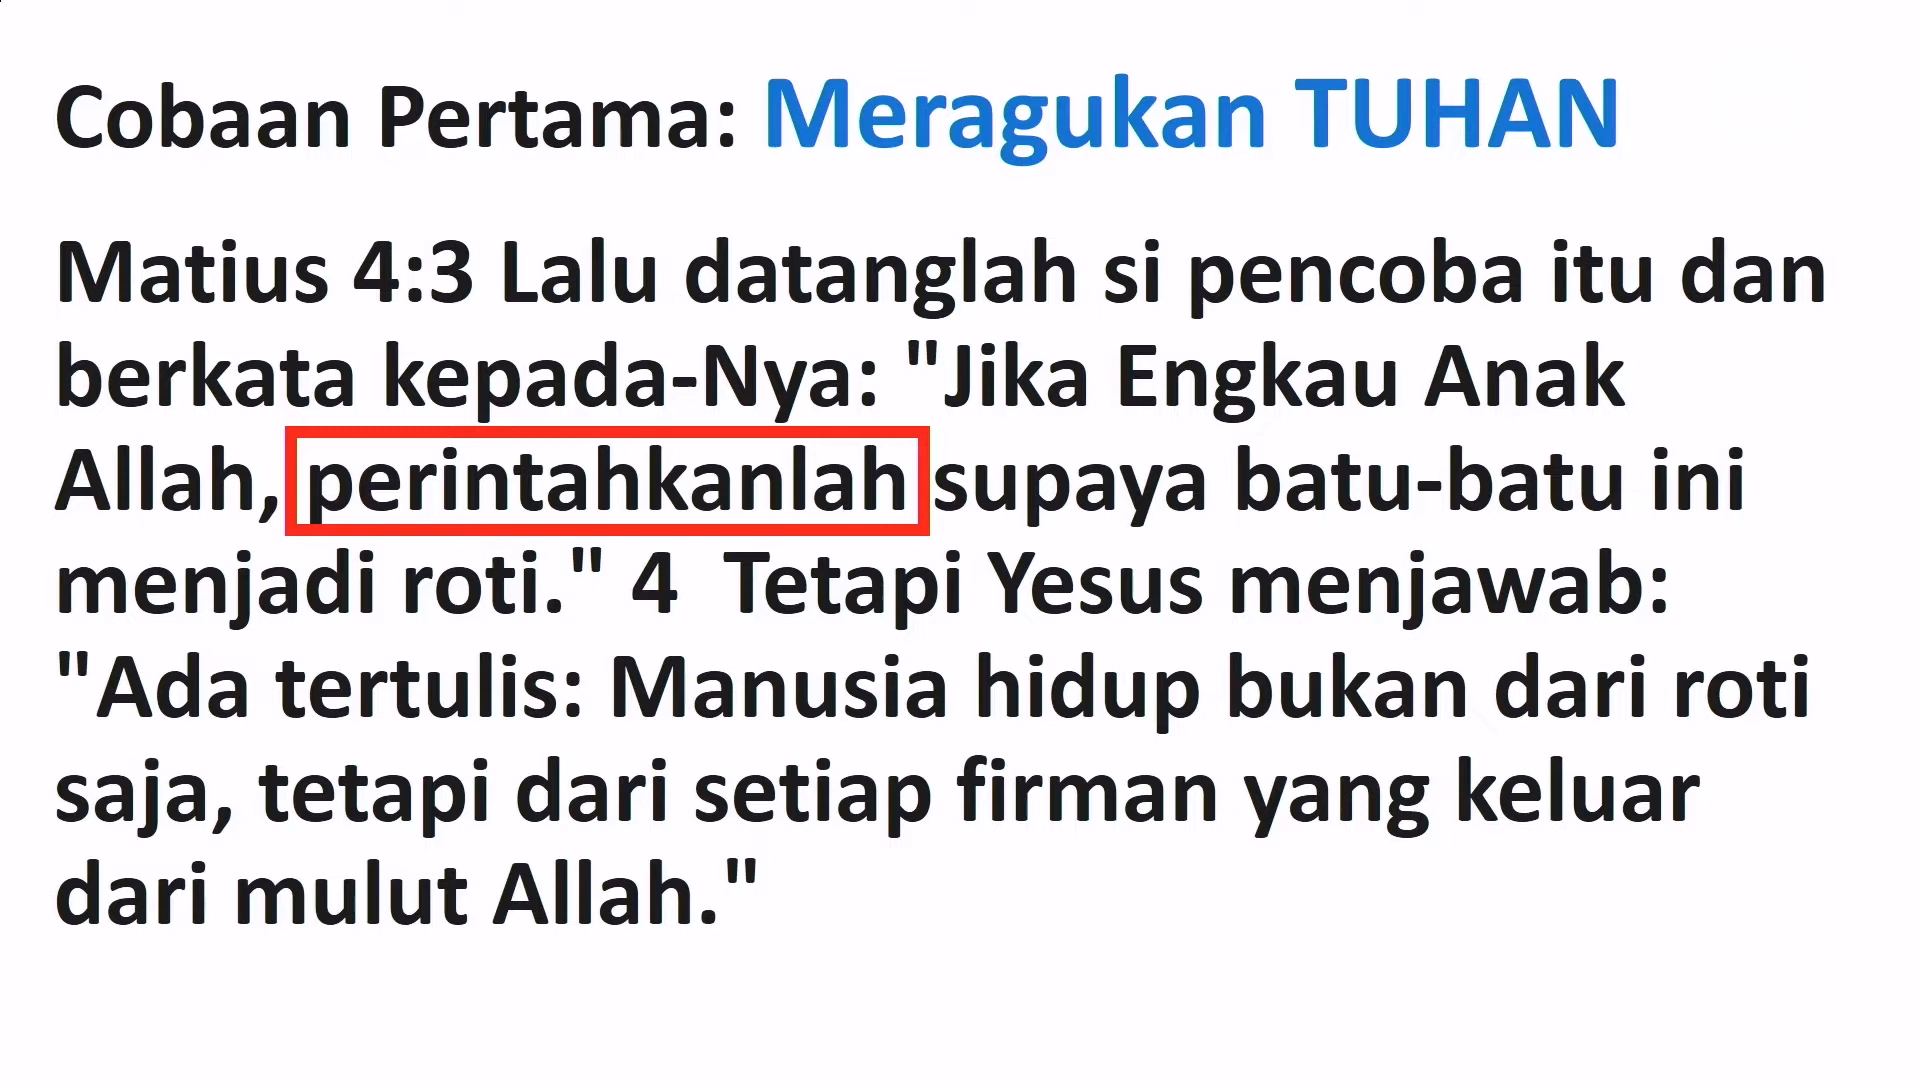 Cobaan Pertama: Meragukan TUHAN
Matius 4:3 Lalu datanglah si pencoba itu dan
berkata kepada-Nya: "Jika Engkau Anak
Allah, perintahkanlah supaya batu-batu ini
menjadi roti." 4  Tetapi Yesus menjawab:
"Ada tertulis: Manusia hidup bukan dari roti
saja, tetapi dari setiap firman yang keluar
dari mulut Allah."